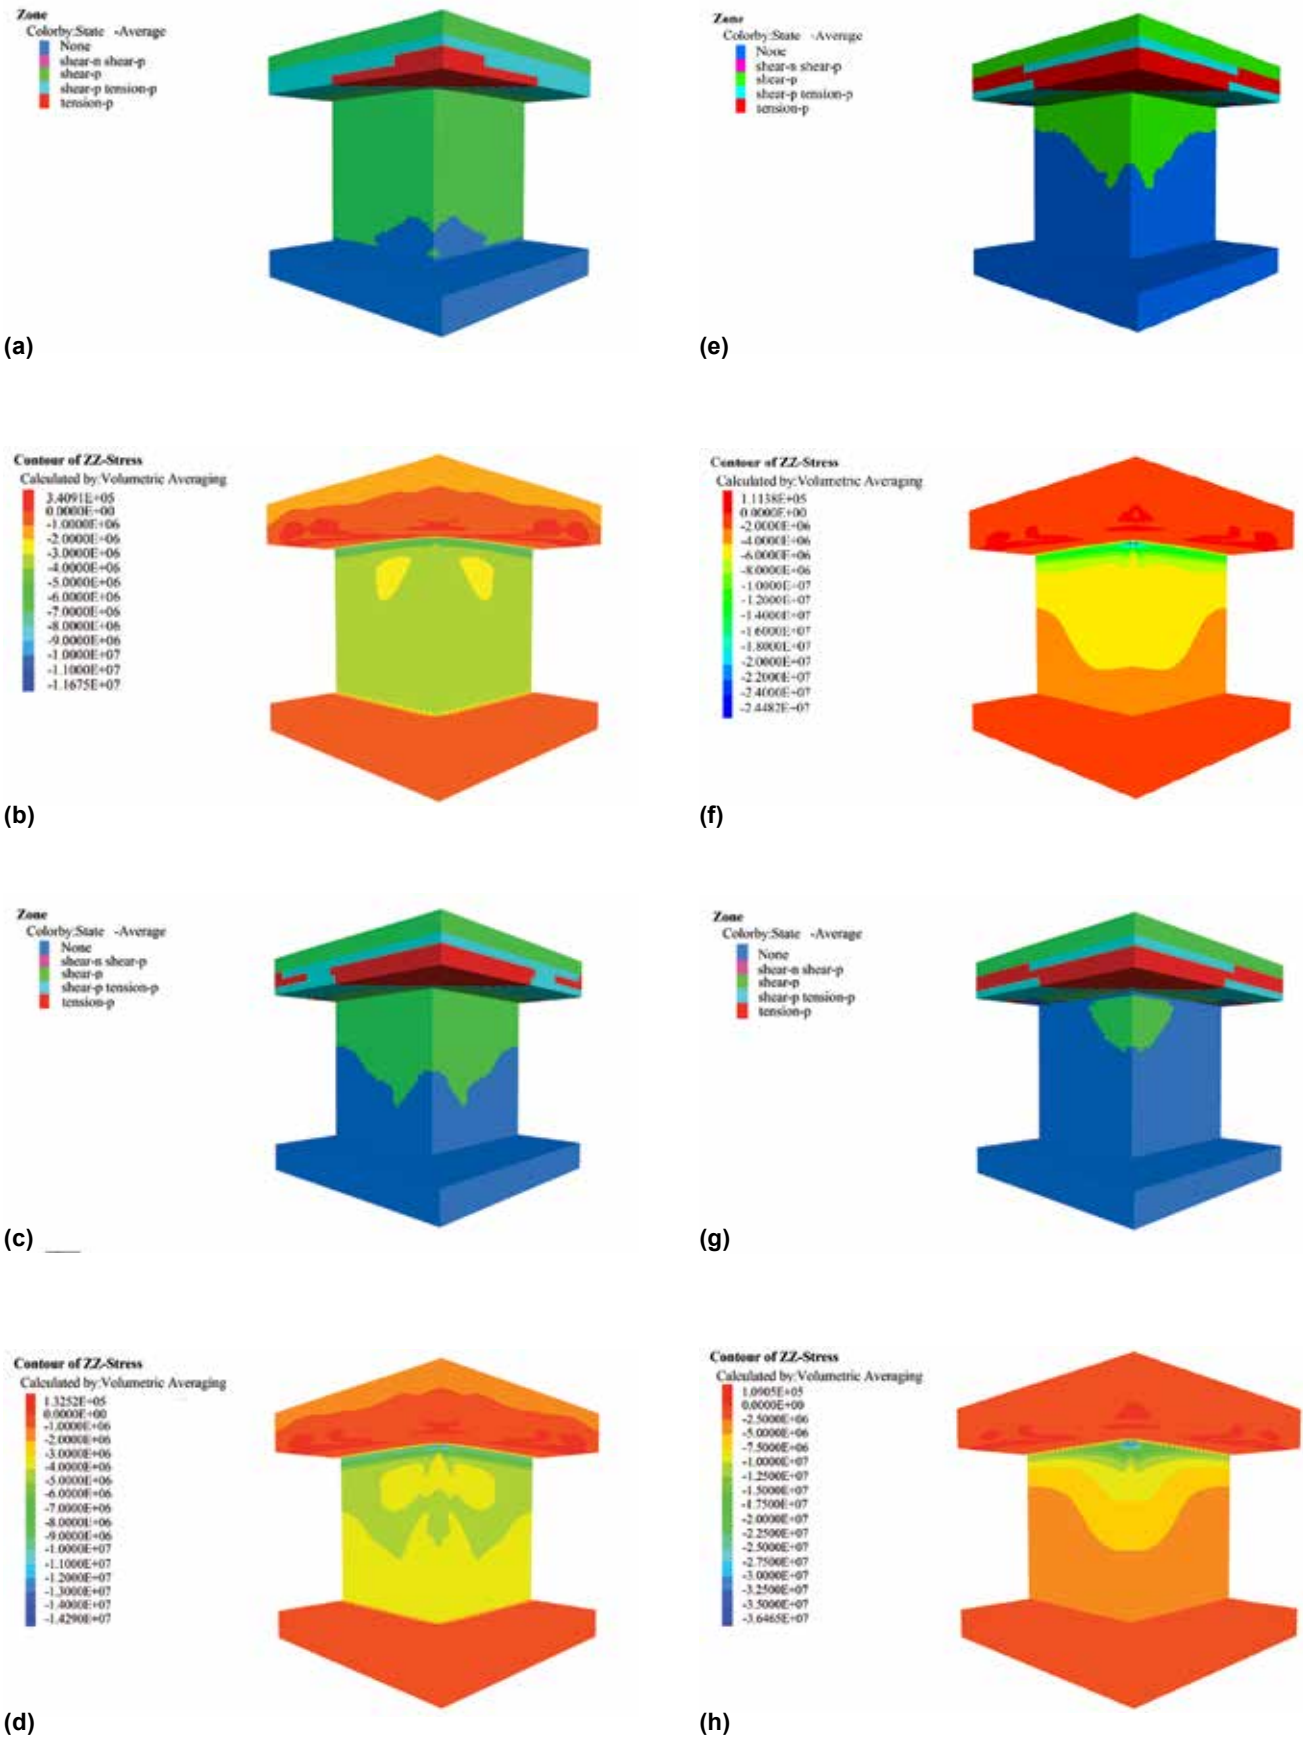 Zone
Colorby:State -Average
None
shear-n shear-p
shear-p
shear-p tension-p
tension-p
(a)
Contour of ZZ-Stress
Calculated by:Volumetric Averaging
3.4091E+05
0.0000E+00
-1.0000E+06
-2.0000E+06
-3.0000E+06
-4.0000E+06
-5.0000E+06
-6.0000E+06
-7.0000E+06
-8.0000E+06
-9.0000E+06
-1.0000E+07
-1.1000E+07
-1.1675E+07
(b)
Zone
Colorby:State -Average
None
shear-n shear-p
shear-p
shear-p tension-p
tension-p
(c)
Contour of ZZ-Stress
Calculated by:Volumetric Averaging
1.3252E+05
0.0000E+00
-1.0000E+06
-2.0000E+06
-3.0000E+06
-4.0000E+06
-5.0000E+06
-6.0000E+06
-7.0000E+06
-8.0000E+06
-9.0000E+06
-1.0000E+07
-1.1000E+07
-1.2000E+07
-1.3000E+07
-1.4000E+07
-1.4290E+07
(d)
Zone
Colorby:State -Average
None
shear-n shear-p
shear-p
shear-p tension-p
tension-p
(e)
Contour of ZZ-Stress
Calculated by:Volumetric Averaging
1.1138E+05
0.0000E+00
-2.0000E+06
-4.0000E+06
-6.0000E+06
-8.0000E+06
-1.0000E+07
-1.2000E+07
-1.4000E+07
-1.6000E+07
-1.8000E+07
-2.0000E+07
-2.2000E+07
-2.4000E+07
-2.4482E+07
(f)
Zone
Colorby:State -Average
None
shear-n shear-p
shear-p
shear-p tension-p
tension-p
(g)
Contour of ZZ-Stress
Calculated by:Volumetric Averaging
1.0905E+05
0.0000E+00
-2.5000E+06
-5.0000E+06
-7.5000E+06
-1.0000E+07
-1.2500E+07
-1.5000E+07
-1.7500E+07
-2.0000E+07
-2.2500E+07
-2.5000E+07
-2.7500E+07
-3.0000E+07
-3.2500E+07
-3.5000E+07
-3.6465E+07
(h)